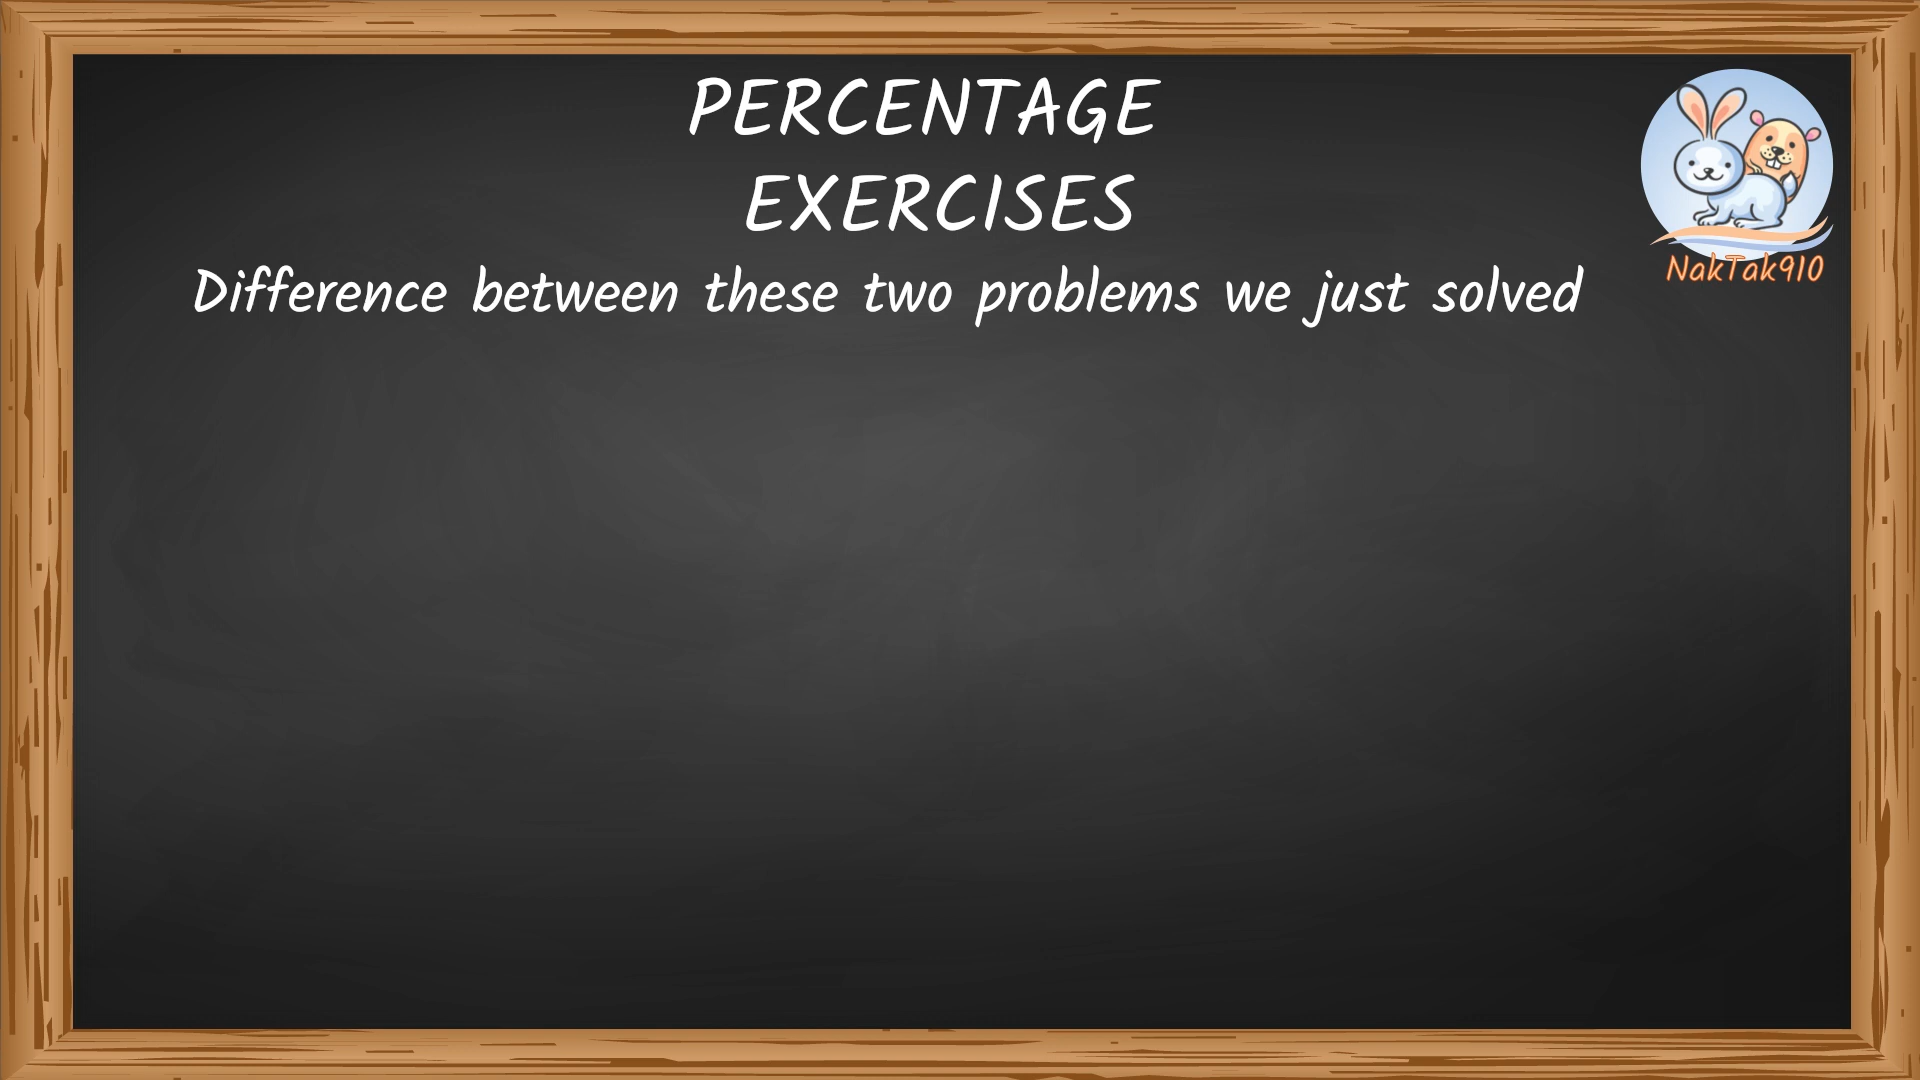 PERCENTAGE
EXERCISES
Difference between these two problems we just solved
NakTak910